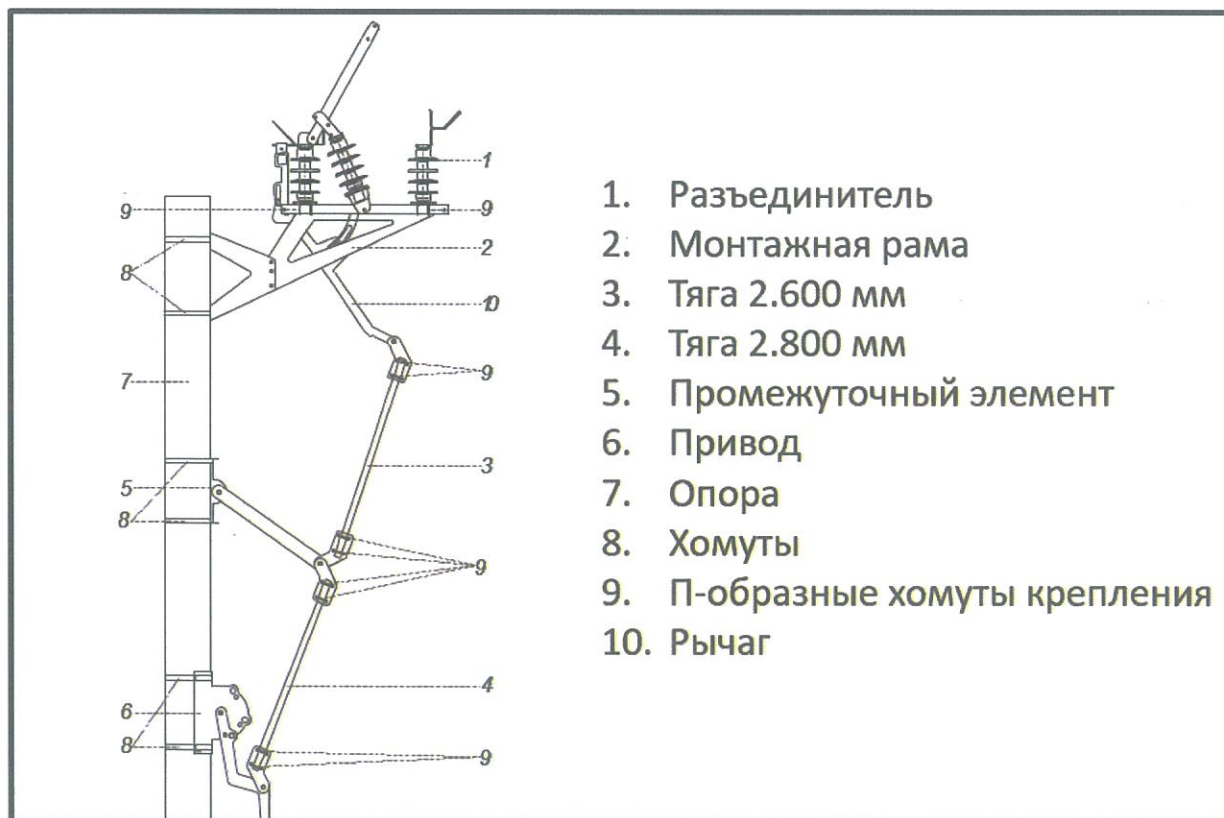 1
9
9
2
8
10
7
9
3
5
8
9
4
6
8
9
1. Разъединитель
2. Монтажная рама
3. Тяга 2.600 мм
4. Тяга 2.800 мм
5. Промежуточный элемент
6. Привод
7. Опора
8. Хомуты
9. П-образные хомуты крепления
10. Рычаг